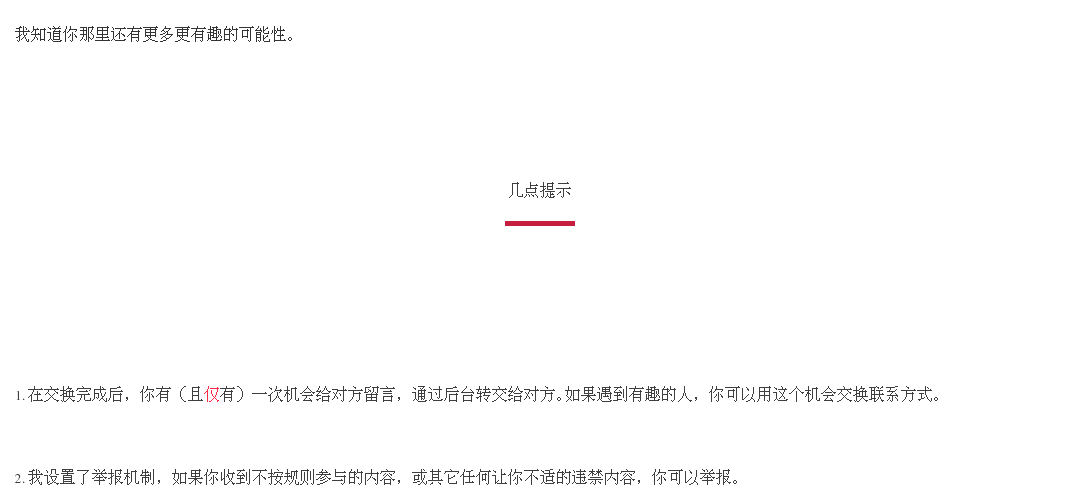 我知道你那里还有更多更有趣的可能性。
几点提示
1. 在交换完成后，你有（且仅有）一次机会给对方留言，通过后台转交给对方。如果遇到有趣的人，你可以用这个机会交换联系方式。
2. 我设置了举报机制，如果你收到不按规则参与的内容，或其它任何让你不适的违禁内容，你可以举报。